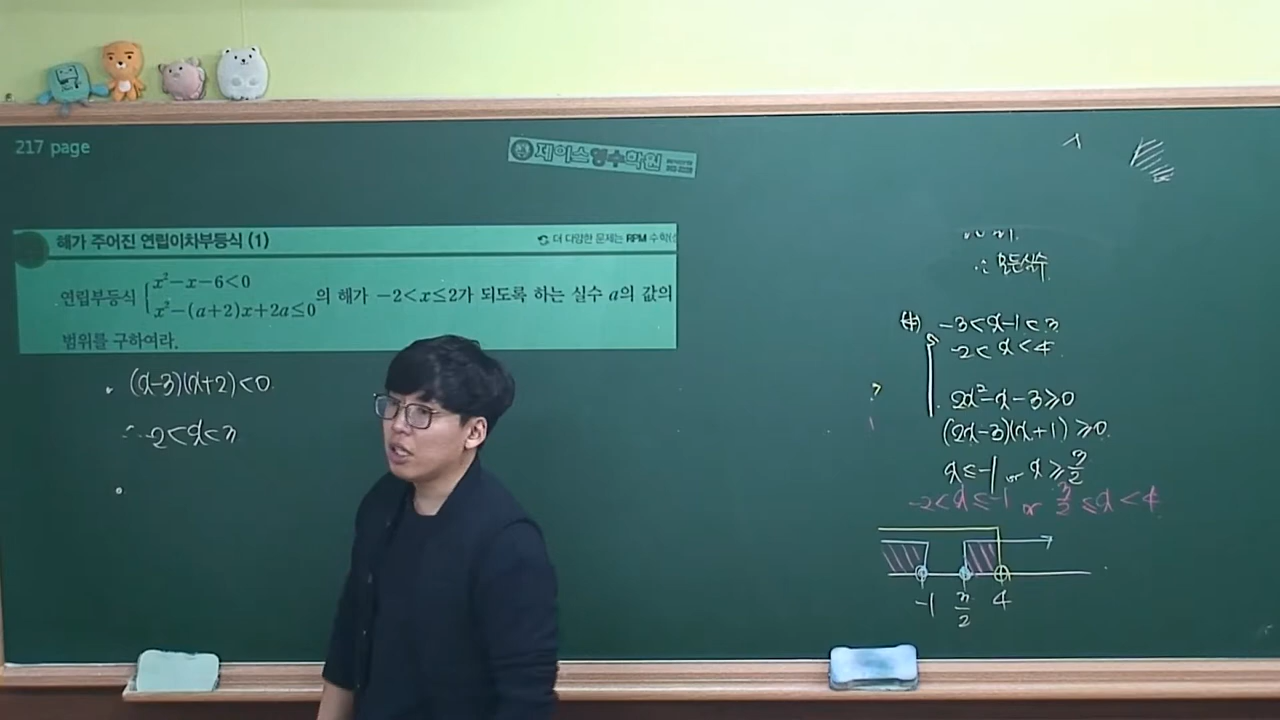 217 page
제이스영수학원
해가 주어진 연립이차부등식 (1)
더 다양한 문제는 RPM 수학(상
연립부등식 { x²−x−6<0
x²−(a+2)x+2a≤0 의 해가 −2<x≤2가 되도록 하는 실수 a의 값의
범위를 구하여라.
(x-3)(x+2)<0
∴ -2<x<3
∴ 모든실수
-3<x-1<3
-2<x<4
2x²-x-3≥0
(2x-3)(x+1)≥0
x≤-1 or x≥3/2
-2<x≤-1 or 3/2≤x<4
-1 3/2 4